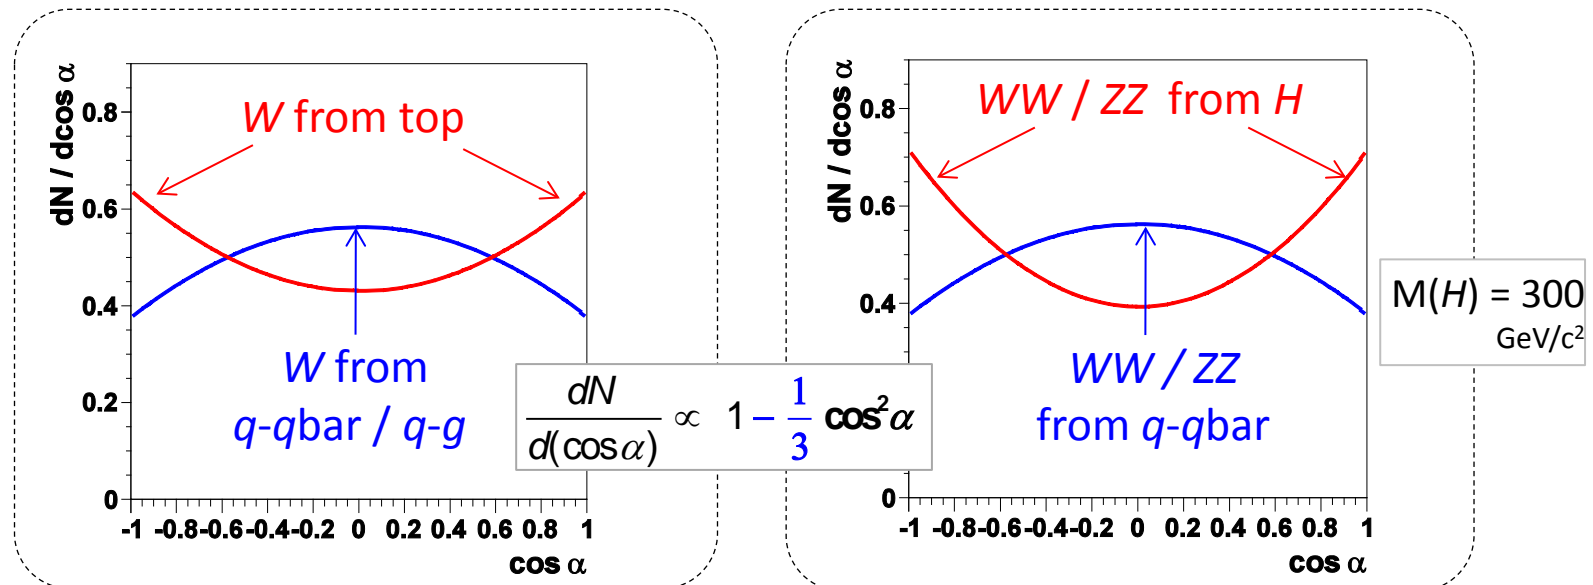 dN / dcos α
0.8
0.6
0.4
0.2
0
W from top
W from
q-qbar / q-g
-1 -0.8 -0.6 -0.4 -0.2 0 0.2 0.4 0.6 0.8 1
cos α
dN / d(cosα) ∝ 1 − 1/3 cos²α
dN / dcos α
0.8
0.6
0.4
0.2
0
WW / ZZ from H
WW / ZZ
from q-qbar
-1 -0.8 -0.6 -0.4 -0.2 0 0.2 0.4 0.6 0.8 1
cos α
M(H) = 300
GeV/c²